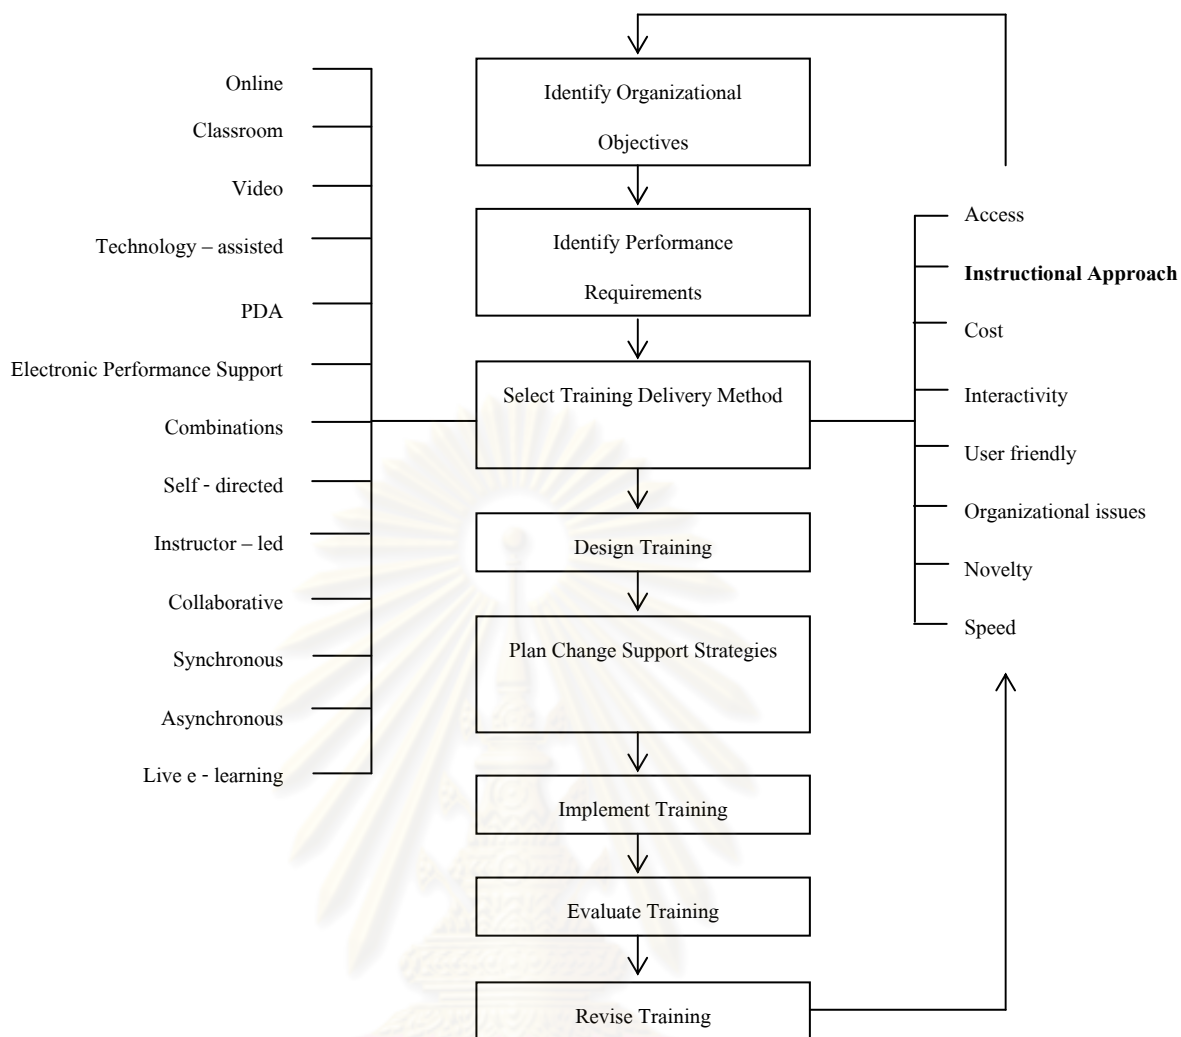 Online
Classroom
Video
Technology – assisted
PDA
Electronic Performance Support
Combinations
Self - directed
Instructor – led
Collaborative
Synchronous
Asynchronous
Live e - learning
Identify Organizational
Objectives
Identify Performance
Requirements
Select Training Delivery Method
Design Training
Plan Change Support Strategies
Implement Training
Evaluate Training
Revise Training
Access
Instructional Approach
Cost
Interactivity
User friendly
Organizational issues
Novelty
Speed